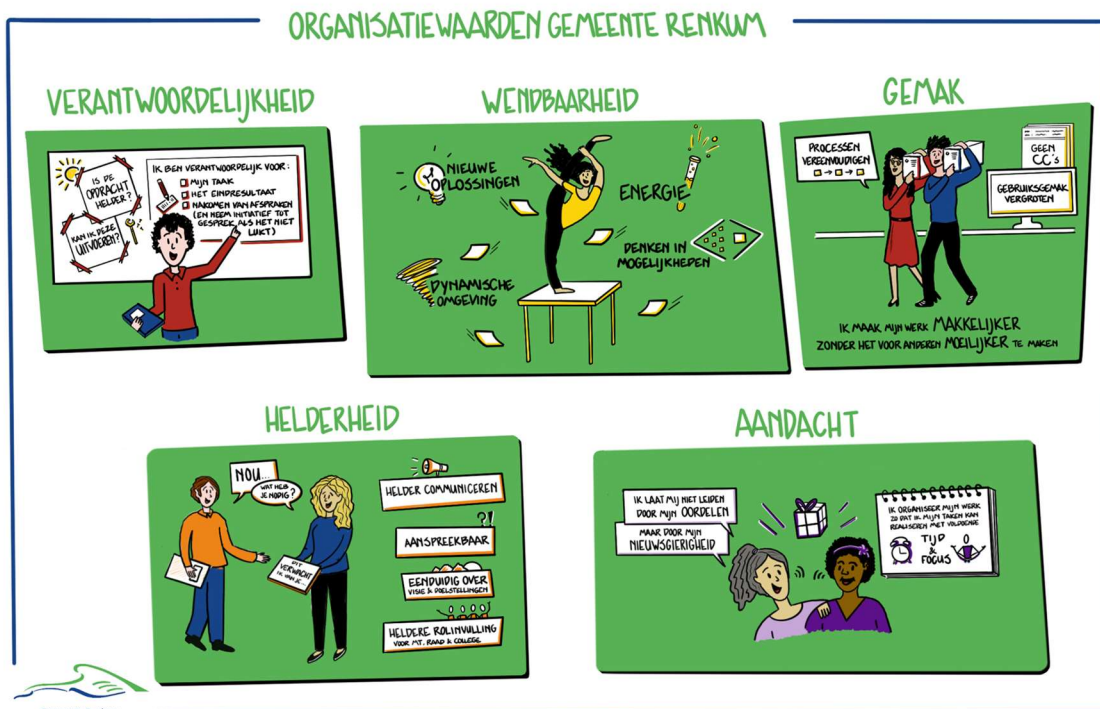 ORGANISATIEWAARDEN GEMEENTE RENKUM
VERANTWOORDELIJKHEID
IS DE
OPDRACHT
HELDER?
KAN IK DEZE
UITVOEREN?
IK BEN VERANTWOORDELIJK VOOR:
MIJN TAAK
HET EINDRESULTAAT
NAKOMEN VAN AFSPRAKEN
(EN NEEM INITIATIEF TOT
GESPREK ALS HET NIET
LUKT)
WENDBAARHEID
NIEUWE
OPLOSSINGEN
ENERGIE
DYNAMISCHE
OMGEVING
DENKEN IN
MOGELIJKHEDEN
GEMAK
PROCESSEN
VEREENVOUDIGEN
GEEN
CC's
GEBRUIKSGEMAK
VERGROTEN
IK MAAK MIJN WERK MAKKELIJKER
ZONDER HET VOOR ANDEREN MOEILIJKER TE MAKEN
HELDERHEID
NOU...
WAT HEB
JE NODIG?
DIT
VERWACHT
IK VAN JE...
HELDER COMMUNICEREN
?!
AANSPREEKBAAR
EENDUIDIG OVER
VISIE & DOELSTELLINGEN
HELDERE ROLINVULLING
VOOR MT, RAAD & COLLEGE
AANDACHT
IK LAAT MIJ NIET LEIDEN
DOOR MIJN OORDELEN
MAAR DOOR MIJN
NIEUWSGIERIGHEID
IK ORGANISEER MIJN WERK
ZO DAT IK MIJN TAKEN KAN
REALISEREN MET VOLDOENDE
TIJD
&
FOCUS